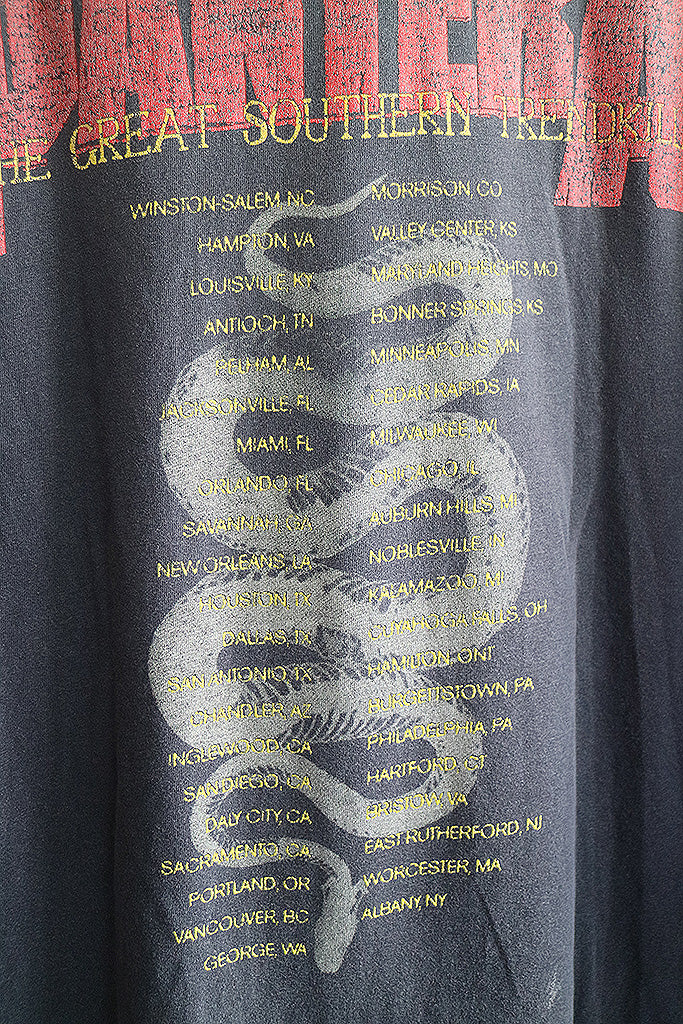 PANTERA
THE GREAT SOUTHERN TRENDKILL
WINSTON-SALEM, NC
HAMPTON, VA
LOUISVILLE, KY
ANTIOCH, TN
PELHAM, AL
JACKSONVILLE, FL
MIAMI, FL
ORLANDO, FL
SAVANNAH, GA
NEW ORLEANS, LA
HOUSTON, TX
DALLAS, TX
SAN ANTONIO, TX
CHANDLER, AZ
INGLEWOOD, CA
SAN DIEGO, CA
DALY CITY, CA
SACRAMENTO, CA
PORTLAND, OR
VANCOUVER, BC
GEORGE, WA
MORRISON, CO
VALLEY CENTER, KS
MARYLAND HEIGHTS, MO
BONNER SPRINGS, KS
MINNEAPOLIS, MN
CEDAR RAPIDS, IA
MILWAUKEE, WI
CHICAGO, IL
AUBURN HILLS, MI
NOBLESVILLE, IN
KALAMAZOO, MI
CUYAHOGA FALLS, OH
HAMILTON, ONT
BURGETTSTOWN, PA
PHILADELPHIA, PA
HARTFORD, CT
BRISTOW, VA
EAST RUTHERFORD, NJ
WORCESTER, MA
ALBANY, NY